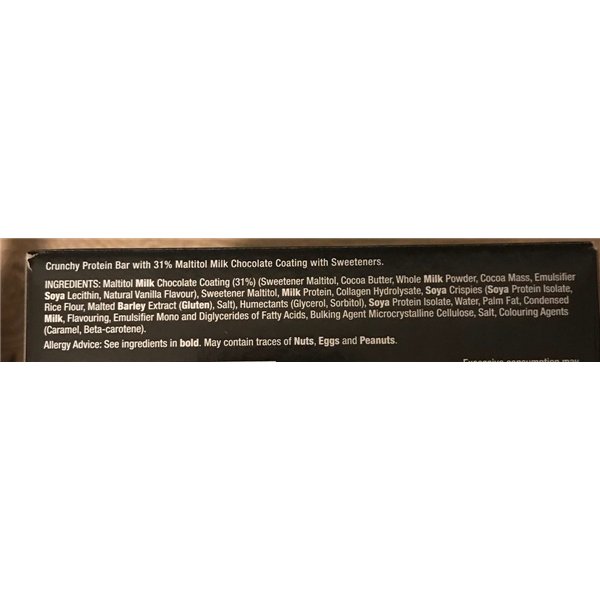 Crunchy Protein Bar with 31% Maltitol Milk Chocolate Coating with Sweeteners.
INGREDIENTS: Maltitol Milk Chocolate Coating (31%) (Sweetener Maltitol, Cocoa Butter, Whole Milk Powder, Cocoa Mass, Emulsifier
Soya Lecithin, Natural Vanilla Flavour), Sweetener Maltitol, Milk Protein, Collagen Hydrolysate, Soya Crispies (Soya Protein Isolate,
Rice Flour, Malted Barley Extract (Gluten), Salt), Humectants (Glycerol, Sorbitol), Soya Protein Isolate, Water, Palm Fat, Condensed
Milk, Flavouring, Emulsifier Mono and Diglycerides of Fatty Acids, Bulking Agent Microcrystalline Cellulose, Salt, Colouring Agents
(Caramel, Beta-carotene).
Allergy Advice: See ingredients in bold. May contain traces of Nuts, Eggs and Peanuts.
Excessive consumption may